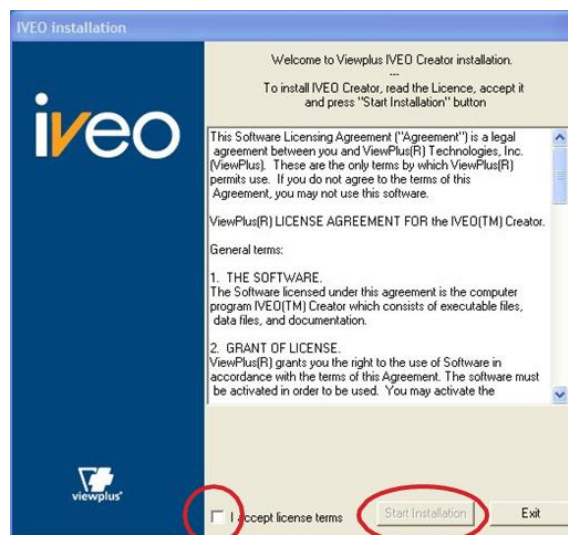 IVEO installation
iveo
Welcome to Viewplus IVEO Creator installation.
---
To install IVEO Creator, read the Licence, accept it
and press "Start Installation" button
This Software Licensing Agreement ("Agreement") is a legal
agreement between you and ViewPlus(R) Technologies, Inc.
(ViewPlus). These are the only terms by which ViewPlus(R)
permits use. If you do not agree to the terms of this
Agreement, you may not use this software.
ViewPlus(R) LICENSE AGREEMENT FOR the IVEO(TM) Creator.
General terms:
1. THE SOFTWARE.
The Software licensed under this agreement is the computer
program IVEO(TM) Creator which consists of executable files,
data files, and documentation.
2. GRANT OF LICENSE.
ViewPlus(R) grants you the right to the use of Software in
accordance with the terms of this Agreement. The software must
be activated in order to be used. You may activate the
viewplus®
I accept license terms
Start Installation
Exit